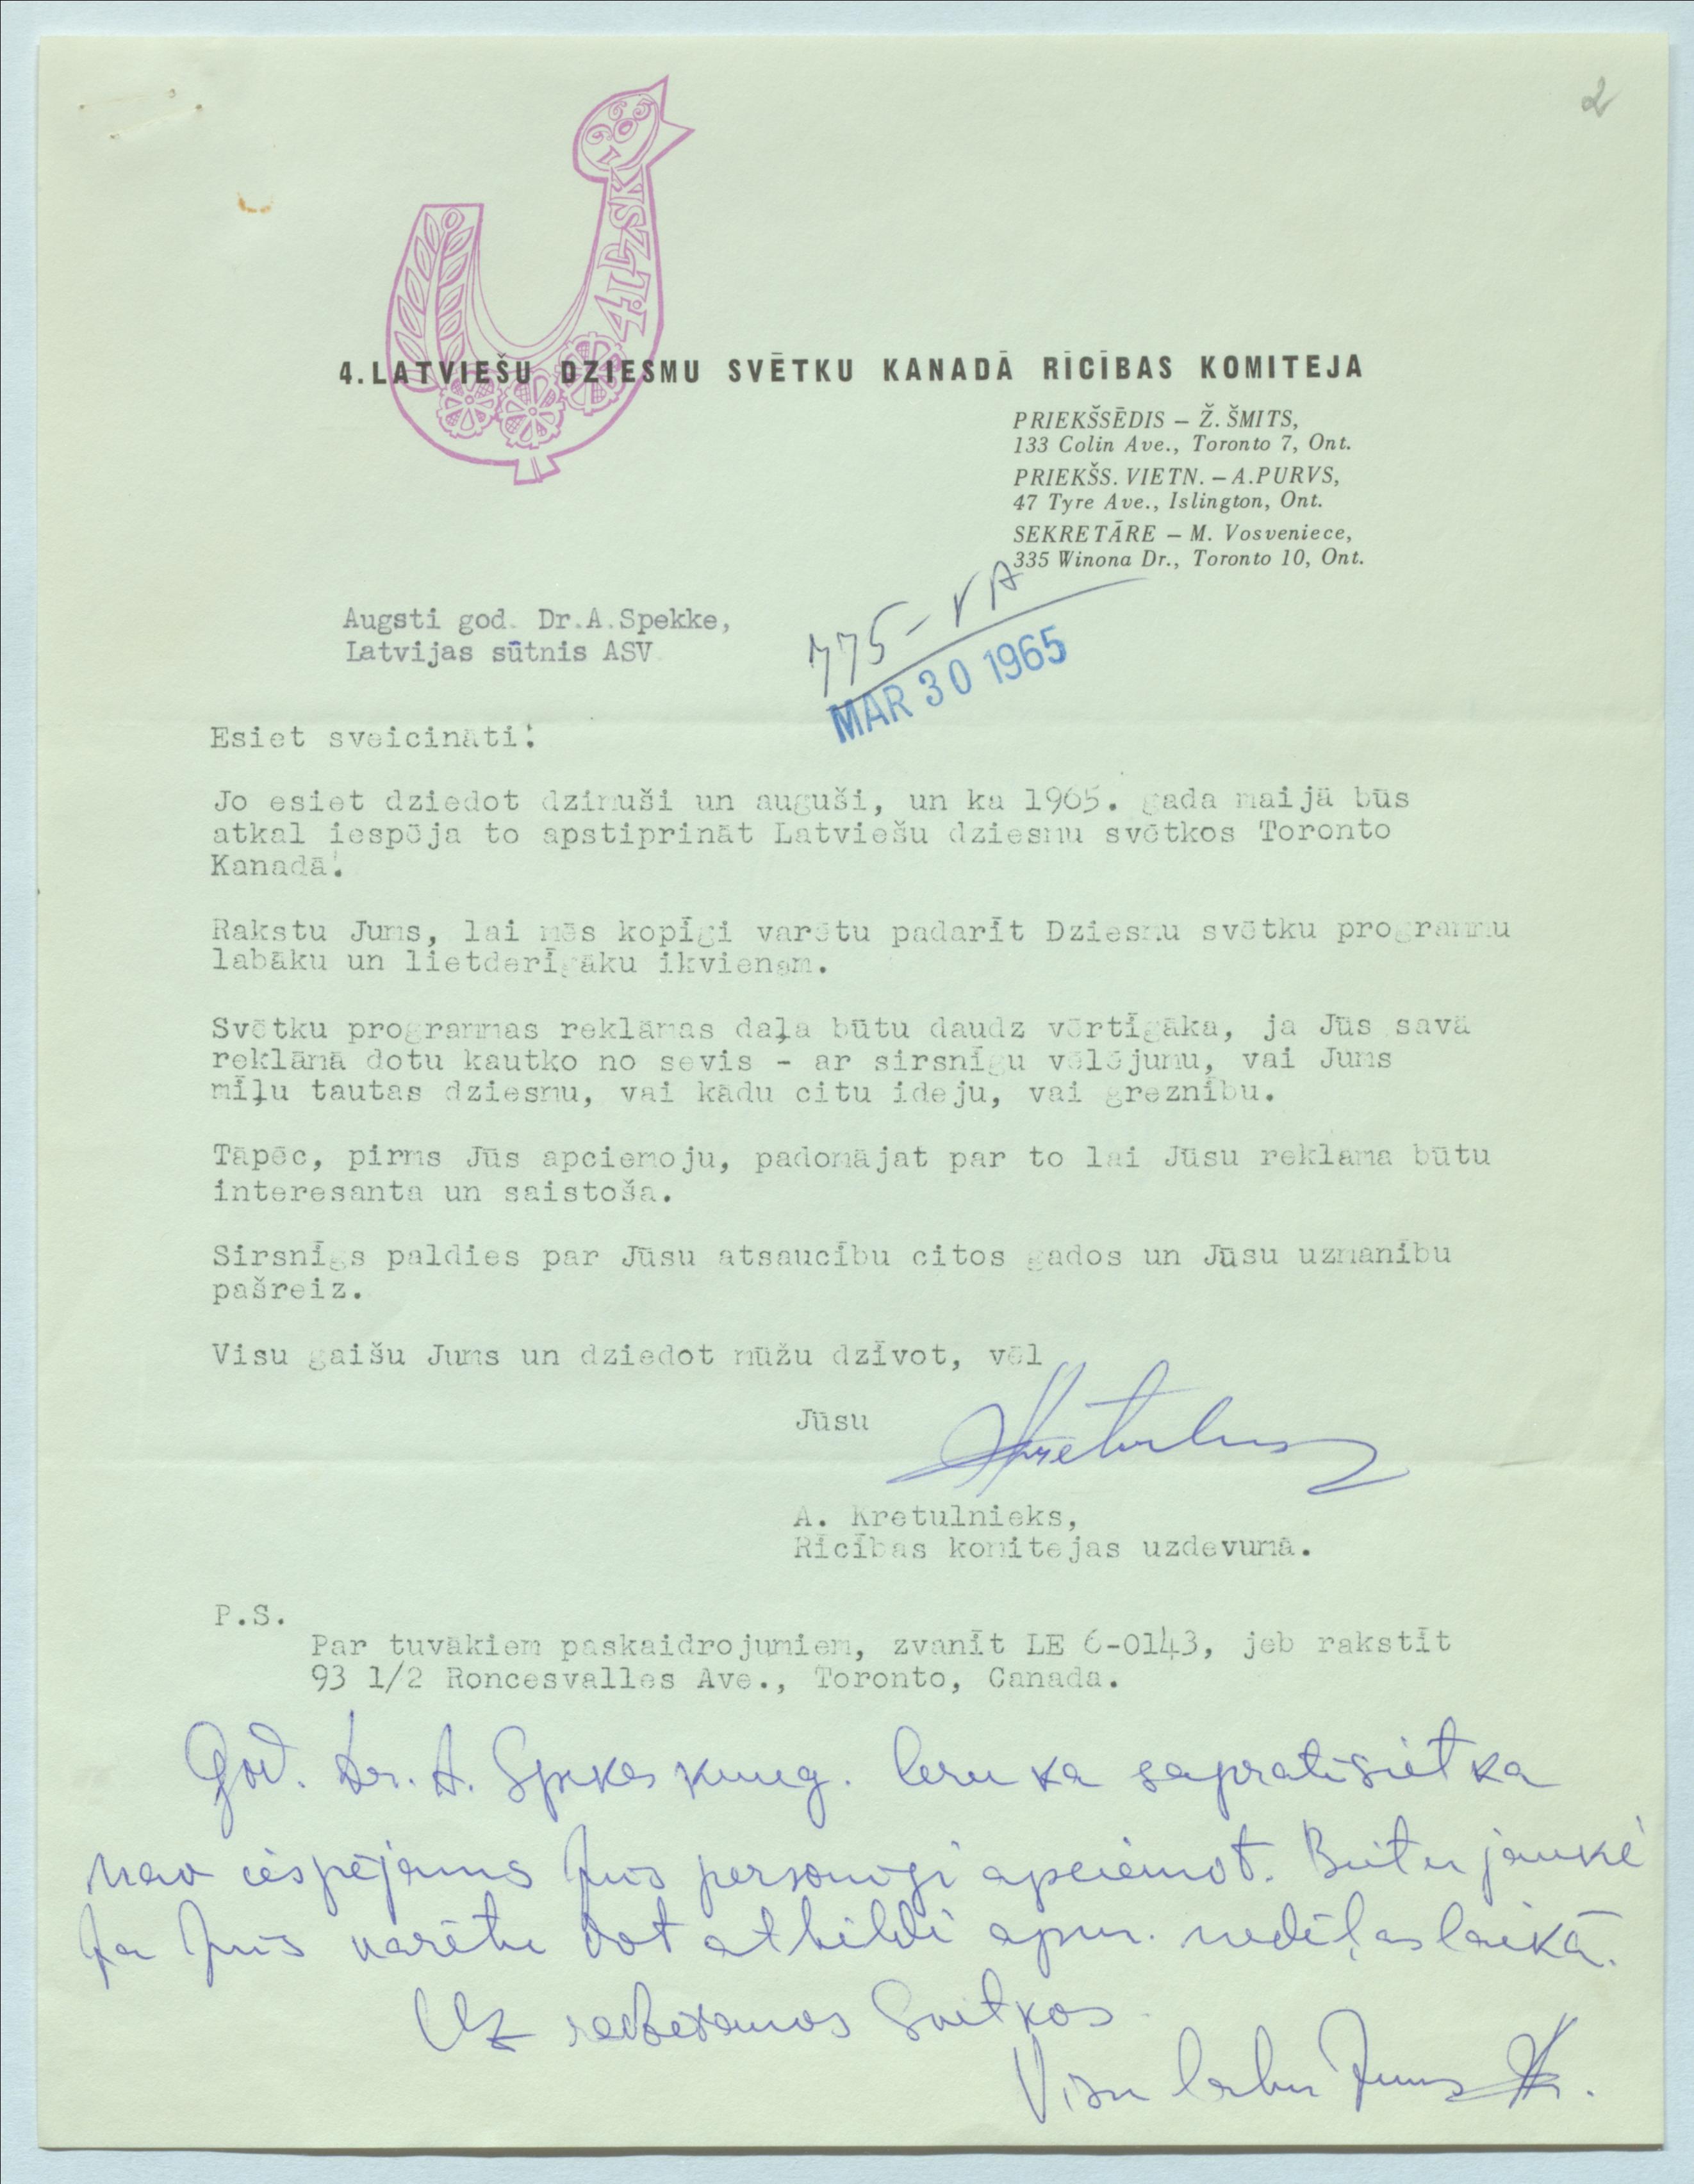 2
1965
4.LDZSK
4. LATVIEŠU DZIESMU SVĒTKU KANADĀ RĪCĪBAS KOMITEJA
PRIEKŠSĒDIS – Ž. ŠMITS,
133 Colin Ave., Toronto 7, Ont.
PRIEKŠS. VIETN. – A. PURVS,
47 Tyre Ave., Islington, Ont.
SEKRETĀRE – M. Vosveniece,
335 Winona Dr., Toronto 10, Ont.
Augsti god. Dr.A.Spekke,
Latvijas sūtnis ASV.
775-VA
MAR 30 1965
Esiet sveicināti!
Jo esiet dziedot dzimuši un auguši, un ka 1965. gada maijā būs
atkal iespēja to apstiprināt Latviešu dziesmu svētkos Toronto
Kanadā!
Rakstu Jums, lai mēs kopīgi varētu padarīt Dziesmu svētku programmu
labāku un lietderīgāku ikvienam.
Svētku programmas reklāmas daļa būtu daudz vērtīgāka, ja Jūs savā
reklāmā dotu kautko no sevis - ar sirsnīgu vēlējumu, vai Jums
mīļu tautas dziesmu, vai kādu citu ideju, vai greznību.
Tāpēc, pirms Jūs apciemoju, padomājat par to lai Jūsu reklāma būtu
interesanta un saistoša.
Sirsnīgs paldies par Jūsu atsaucību citos gados un Jūsu uzmanību
pašreiz.
Visu gaišu Jums un dziedot mūžu dzīvot, vēl
Jūsu
A. Kretulnieks,
Rīcības komitejas uzdevumā.
P.S.
Par tuvākiem paskaidrojumiem, zvanīt LE 6-0143, jeb rakstīt
93 1/2 Roncesvalles Ave., Toronto, Canada.
God. Dr. A. Spekes kung. ceru ka sapratīsiet ka
nav iespējams Jūs personīgi apciemot. Būtu jauki
ja Jūs varētu dot atbildi apm. nedēļas laikā.
Uz redzēšanos Svētkos.
Visu labu Jums